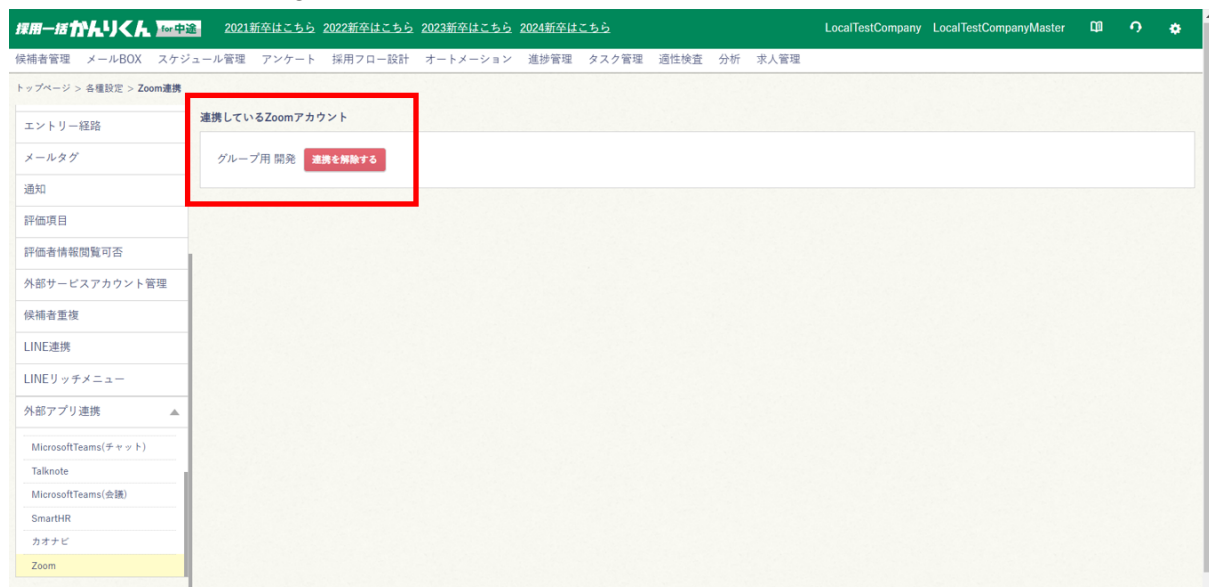 採用一括かんりくん for中途 2021新卒はこちら 2022新卒はこちら 2023新卒はこちら 2024新卒はこちら LocalTestCompany LocalTestCompanyMaster
候補者管理 メールBOX スケジュール管理 アンケート 採用フロー設計 オートメーション 進捗管理 タスク管理 適性検査 分析 求人管理
トップページ > 各種設定 > Zoom連携
連携しているZoomアカウント
グループ用 開発 連携を解除する
エントリー経路
メールタグ
通知
評価項目
評価者情報閲覧可否
外部サービスアカウント管理
候補者重複
LINE連携
LINEリッチメニュー
外部アプリ連携
MicrosoftTeams(チャット)
Talknote
MicrosoftTeams(会議)
SmartHR
カオナビ
Zoom